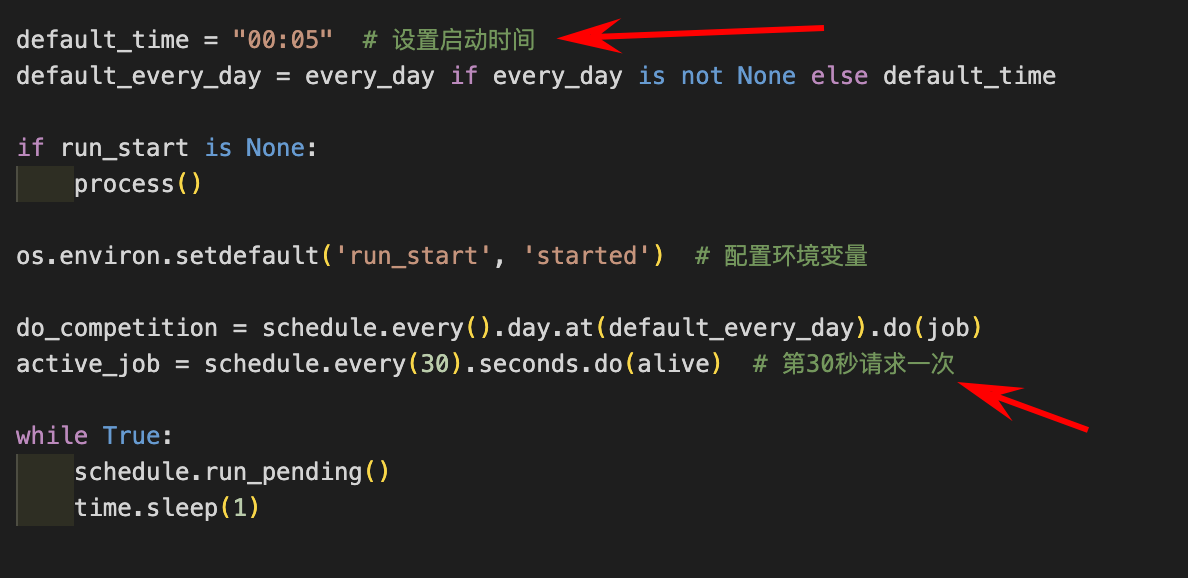 default_time = "00:05"  # 设置启动时间
default_every_day = every_day if every_day is not None else default_time
if run_start is None:
    process()
os.environ.setdefault('run_start', 'started')  # 配置环境变量
do_competition = schedule.every().day.at(default_every_day).do(job)
active_job = schedule.every(30).seconds.do(alive)  # 第30秒请求一次
while True:
    schedule.run_pending()
    time.sleep(1)